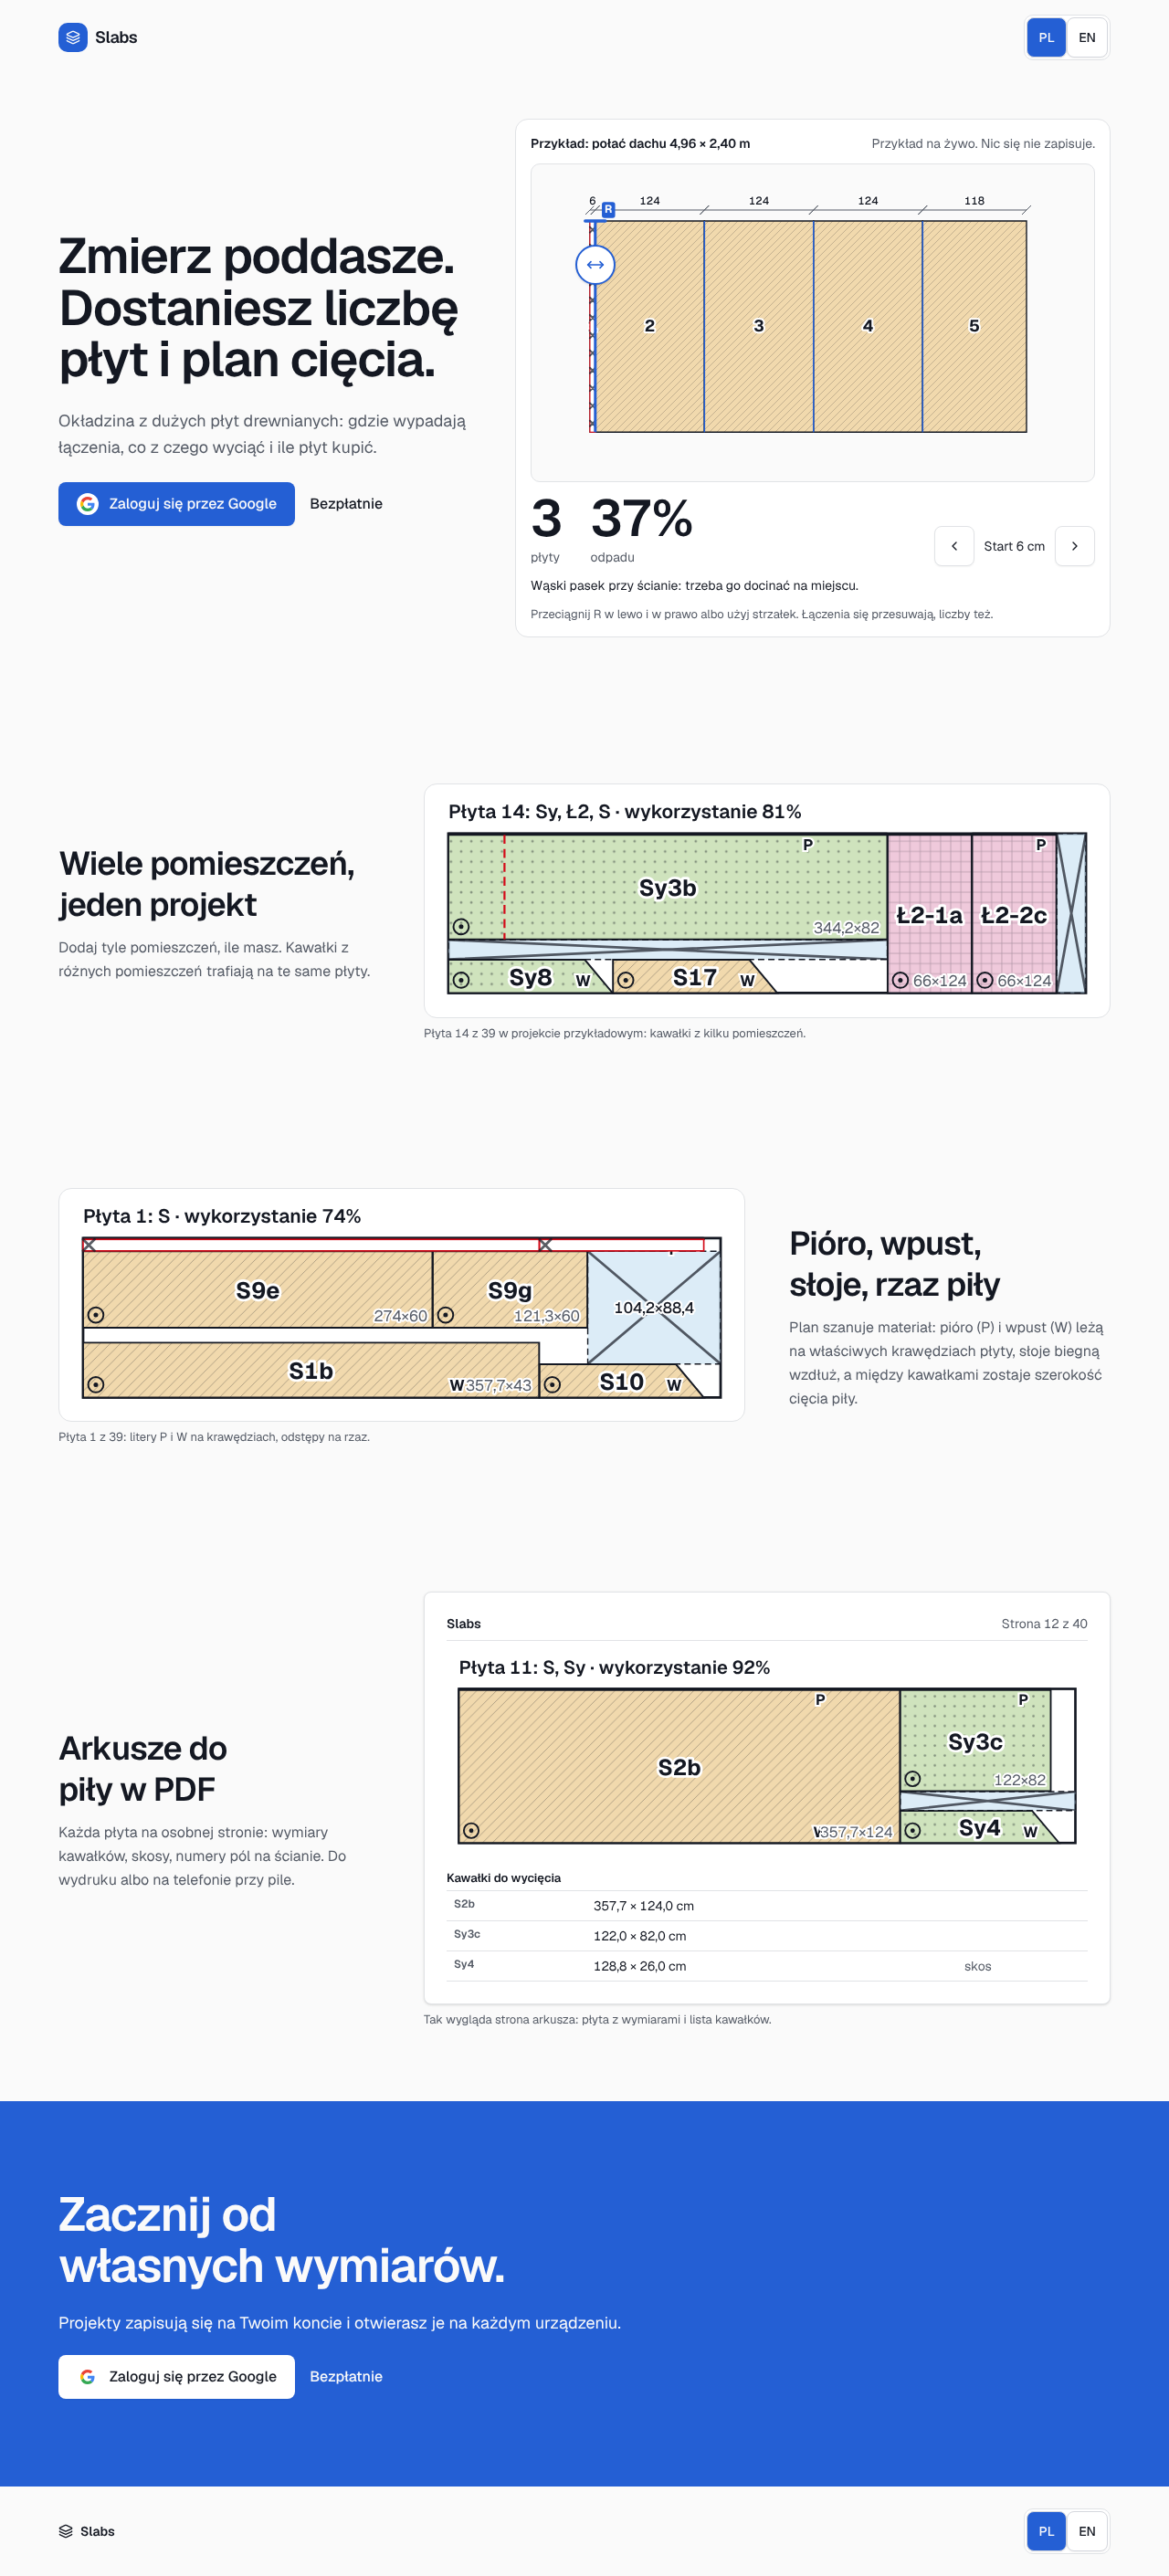 Slabs
PL EN
Przykład: połać dachu 4,96 × 2,40 m
Przykład na żywo. Nic się nie zapisuje.
6 124 124 124 118
R
2 3 4 5
Zmierz poddasze.
Dostaniesz liczbę
płyt i plan cięcia.
Okładzina z dużych płyt drewnianych: gdzie wypadają
łączenia, co z czego wyciąć i ile płyt kupić.
Zaloguj się przez Google
Bezpłatnie
3 37%
płyty odpadu
Start 6 cm
Wąski pasek przy ścianie: trzeba go docinać na miejscu.
Przeciągnij R w lewo i w prawo albo użyj strzałek. Łączenia się przesuwają, liczby też.
Wiele pomieszczeń,
jeden projekt
Dodaj tyle pomieszczeń, ile masz. Kawałki z
różnych pomieszczeń trafiają na te same płyty.
Płyta 14: Sy, Ł2, S · wykorzystanie 81%
P P
Sy3b
Ł2-1a Ł2-2c
344,2×82
Sy8 W S17 W
66×124 66×124
Płyta 14 z 39 w projekcie przykładowym: kawałki z kilku pomieszczeń.
Płyta 1: S · wykorzystanie 74%
S9e S9g
274×60 121,3×60
104,2×88,4
S1b
W 357,7×43
S10 W
Płyta 1 z 39: litery P i W na krawędziach, odstępy na rzaz.
Pióro, wpust,
słoje, rzaz piły
Plan szanuje materiał: pióro (P) i wpust (W) leżą
na właściwych krawędziach płyty, słoje biegną
wzdłuż, a między kawałkami zostaje szerokość
cięcia piły.
Arkusze do
piły w PDF
Każda płyta na osobnej stronie: wymiary
kawałków, skosy, numery pól na ścianie. Do
wydruku albo na telefonie przy pile.
Slabs
Strona 12 z 40
Płyta 11: S, Sy · wykorzystanie 92%
P P
S2b
Sy3c
122×82
W 357,7×124
Sy4 W
Kawałki do wycięcia
S2b 357,7 × 124,0 cm
Sy3c 122,0 × 82,0 cm
Sy4 128,8 × 26,0 cm skos
Tak wygląda strona arkusza: płyta z wymiarami i lista kawałków.
Zacznij od
własnych wymiarów.
Projekty zapisują się na Twoim koncie i otwierasz je na każdym urządzeniu.
Zaloguj się przez Google
Bezpłatnie
Slabs
PL EN